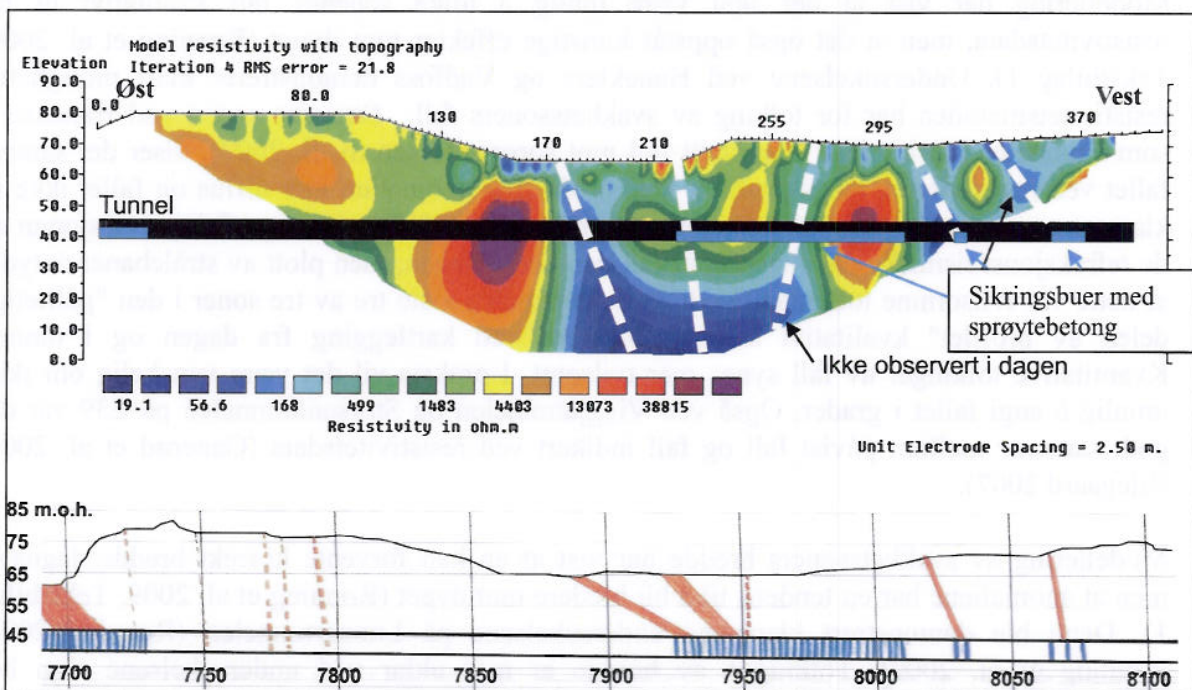 Model resistivity with topography
Elevation Iteration 4 RMS error = 21.8
90.0 0.0 Øst 80.0 Vest
80.0 130 255 295 370
70.0 170 210
60.0
50.0 Tunnel
40.0
30.0
20.0 Sikringsbuer med
10.0 sprøytebetong
0.0 Ikke observert i dagen
19.1 56.6 168 499 1483 4403 13073 38815
Resistivity in ohm.m
Unit Electrode Spacing = 2.50 m.
85 m.o.h.
75
65
55
45
7700 7750 7800 7850 7900 7950 8000 8050 8100